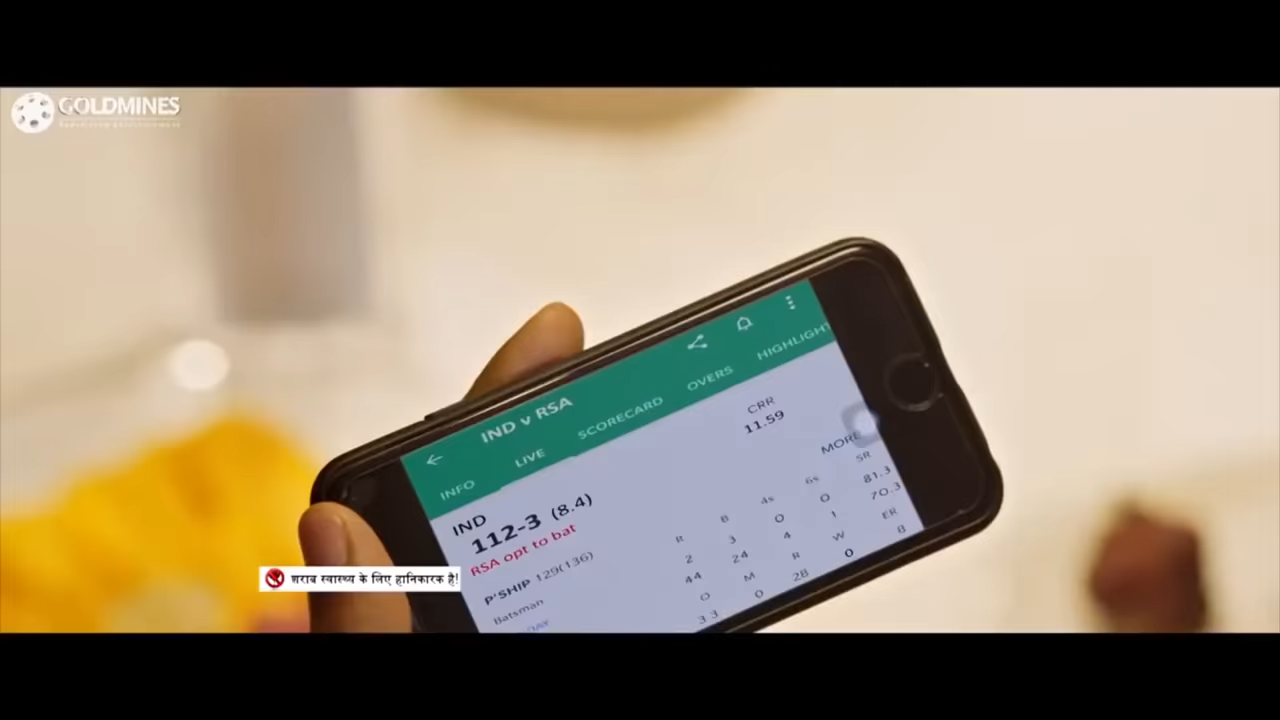 GOLDMINES
IND v RSA
INFO LIVE SCORECARD OVERS HIGHLIGHT
CRR
11.59
IND
112-3 (8.4)
RSA opt to bat
MORE
P'SHIP 129(136)
Batsman R B 4s 6s SR
2 3 0 0 81.3
44 24 4 1 70.3
O M R W ER
3 3 0 28 0 8
शराब स्वास्थ्य के लिए हानिकारक है!